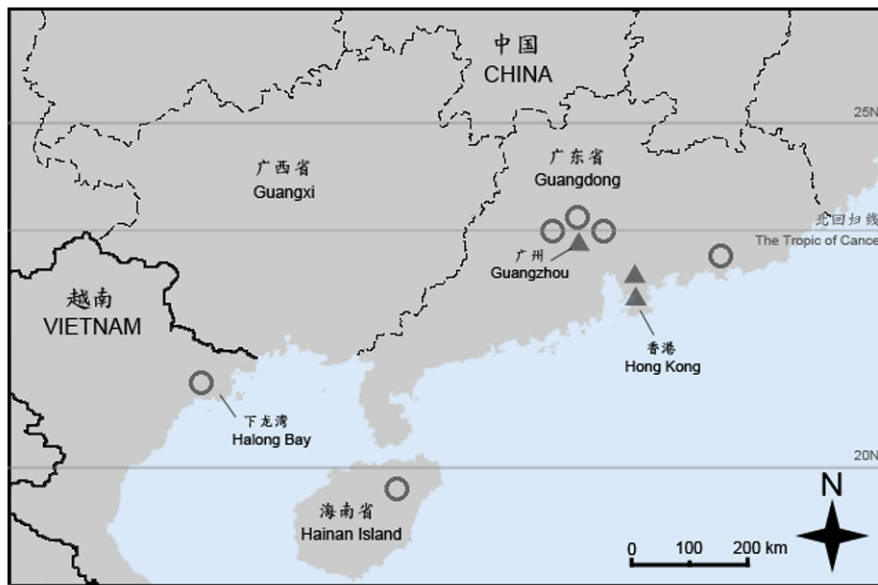 中国
CHINA
25N
广西省
Guangxi
广东省
Guangdong
北回归线
The Tropic of Cance
广州
Guangzhou
越南
VIETNAM
香港
Hong Kong
下龙湾
Halong Bay
20N
海南省
Hainan Island
N
0 100 200 km